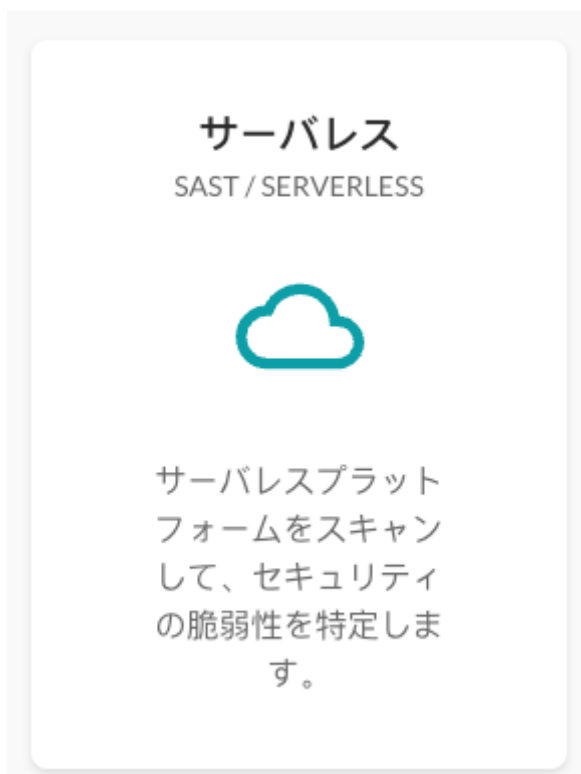 サーバレス
SAST / SERVERLESS
サーバレスプラット
フォームをスキャン
して、セキュリティ
の脆弱性を特定しま
す。